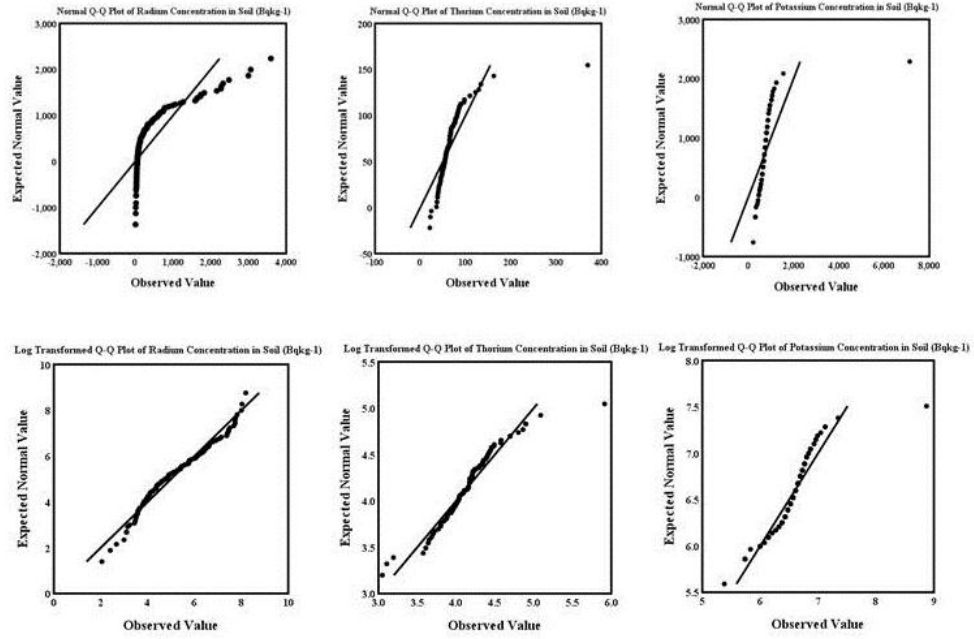 Normal Q-Q Plot of Radium Concentration in Soil (Bqkg-1)
Expected Normal Value
3,000
2,000
1,000
0
-1,000
-2,000
-2,000 -1,000 0 1,000 2,000 3,000 4,000
Observed Value
Normal Q-Q Plot of Thorium Concentration in Soil (Bqkg-1)
Expected Normal Value
200
150
100
50
0
-50
-100 0 100 200 300 400
Observed Value
Normal Q-Q Plot of Potassium Concentration in Soil (Bqkg-1)
Expected Normal Value
3,000
2,000
1,000
0
-1,000
-2,000 0 2,000 4,000 6,000 8,000
Observed Value
Log Transformed Q-Q Plot of Radium Concentration in Soil (Bqkg-1)
Expected Normal Value
10
8
6
4
2
0
0 2 4 6 8 10
Observed Value
Log Transformed Q-Q Plot of Thorium Concentration in Soil (Bqkg-1)
Expected Normal Value
5.5
5.0
4.5
4.0
3.5
3.0
3.0 3.5 4.0 4.5 5.0 5.5 6.0
Observed Value
Log Transformed Q-Q Plot of Potassium Concentration in Soil (Bqkg-1)
Expected Normal Value
8.0
7.5
7.0
6.5
6.0
5.5
5 6 7 8 9
Observed Value